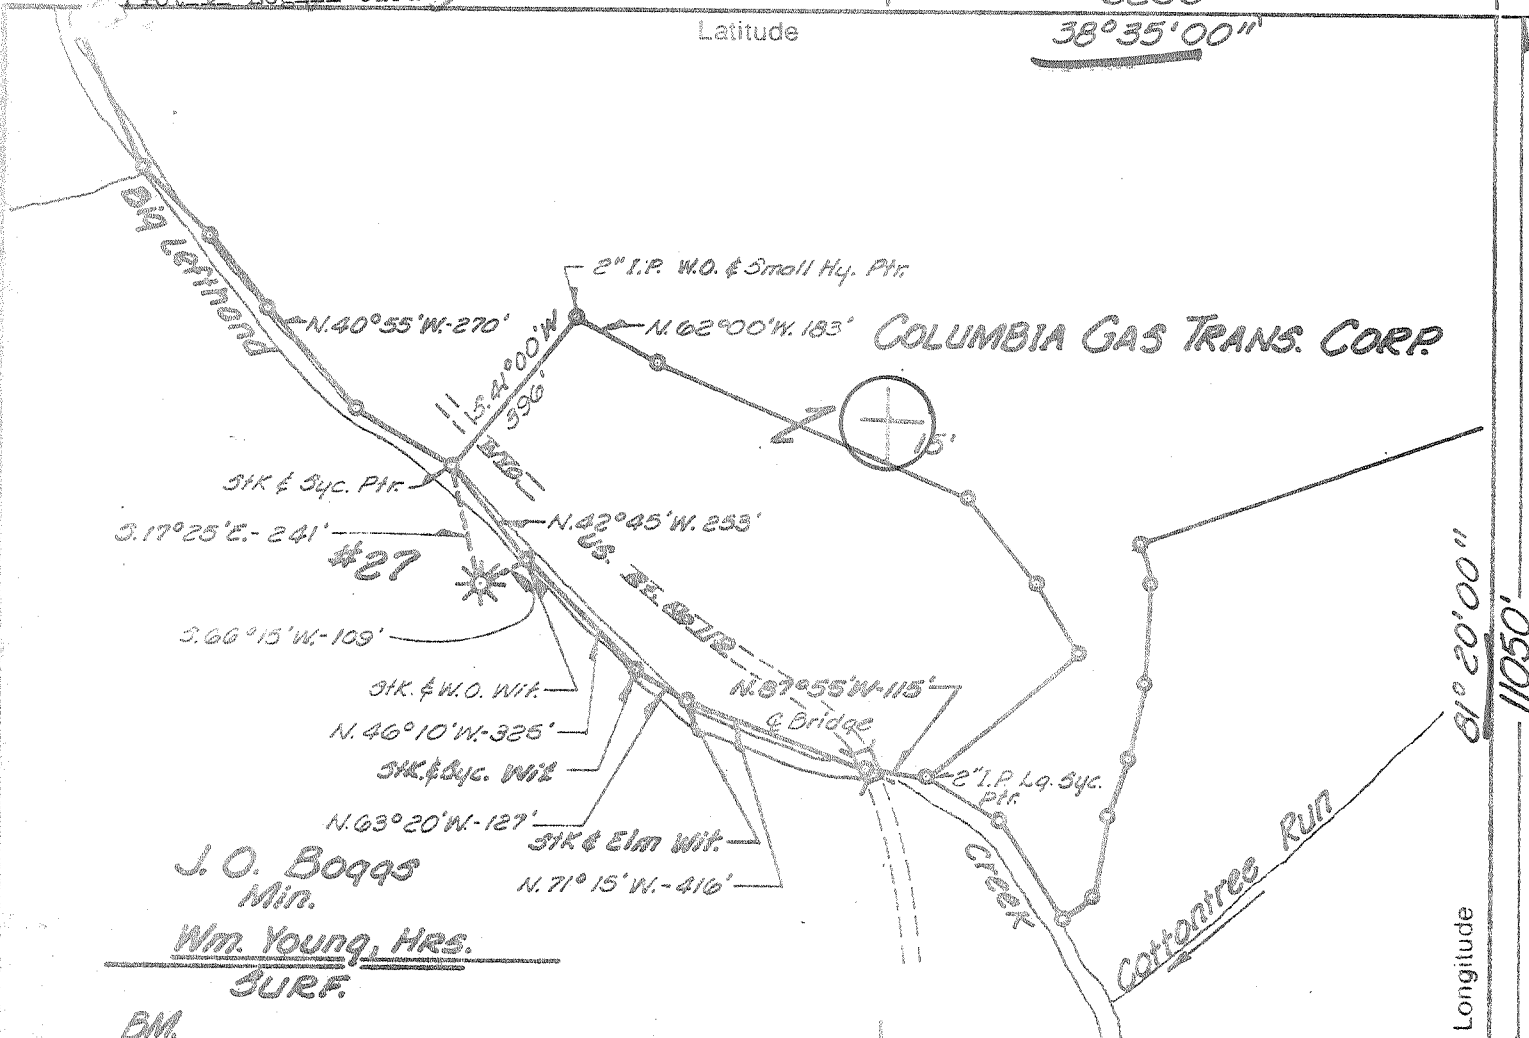 Latitude
38°35'00"
Big Lefthand
2" I.P. W.O. & Small Hy. Ptr.
N.40°55'W.-270'
N.62°00'W. 183'
COLUMBIA GAS TRANS. CORP.
S.41°00'W
396'
15'
Stk & Syc. Ptr.
N.42°45'W. 253'
S.17°25'E.- 241'
#27
U.S. Rt.
S.66°15'W.-109'
Stk. & W.O. Wit.
N.87°55'W-115'
N.46°10'W.-325'
℄ Bridge
Stk.& Syc. Wit
2" I.P. Lg. Syc.
Ptr.
N.63°20'W.-127'
Stk & Elm Wit.
N.71°15'W.-416'
J. O. Boggs
Min.
Wm. Young, HRS.
SURF.
BM.
Creek
Cottontree Run
81° 20'00"
11050'
Longitude